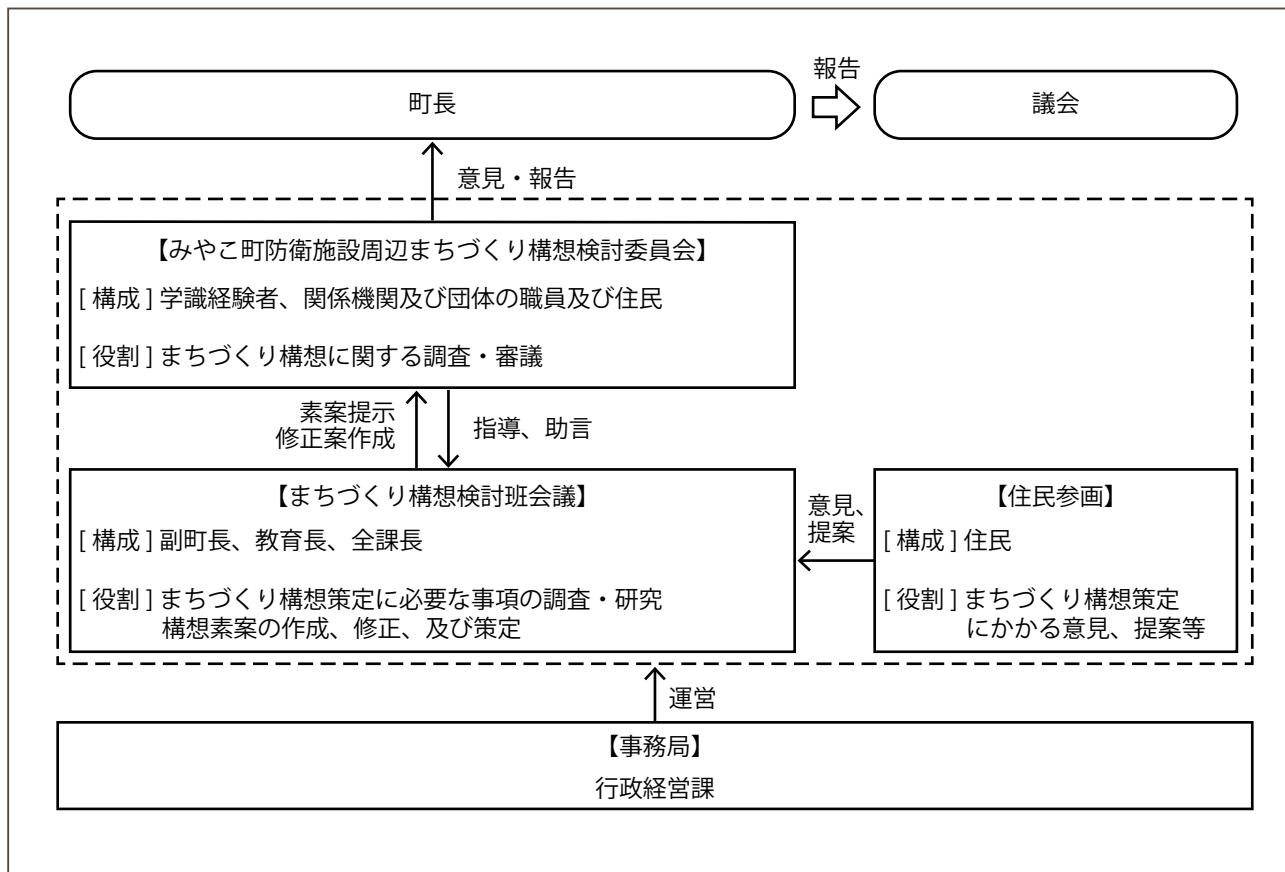 報告
町長
議会
意見・報告
【みやこ町防衛施設周辺まちづくり構想検討委員会】
[ 構成 ] 学識経験者、関係機関及び団体の職員及び住民
[ 役割 ] まちづくり構想に関する調査・審議
素案提示
修正案作成
指導、助言
【まちづくり構想検討班会議】
[ 構成 ] 副町長、教育長、全課長
[ 役割 ] まちづくり構想策定に必要な事項の調査・研究
構想素案の作成、修正、及び策定
意見、
提案
【住民参画】
[ 構成 ] 住民
[ 役割 ] まちづくり構想策定
にかかる意見、提案等
運営
【事務局】
行政経営課